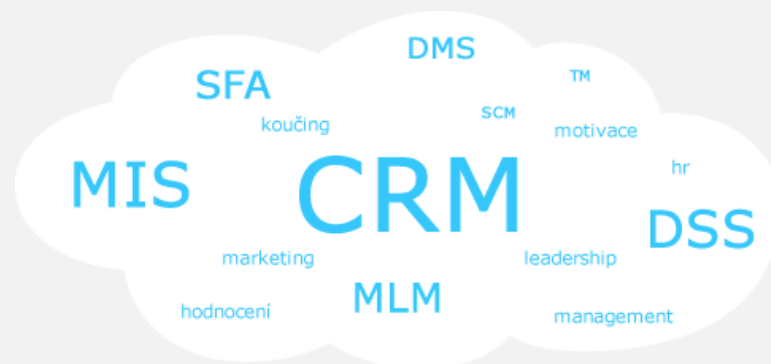 DMS
SFA
TM
SCM
koučing
motivace
hr
MIS
CRM
DSS
marketing
leadership
MLM
hodnocení
management